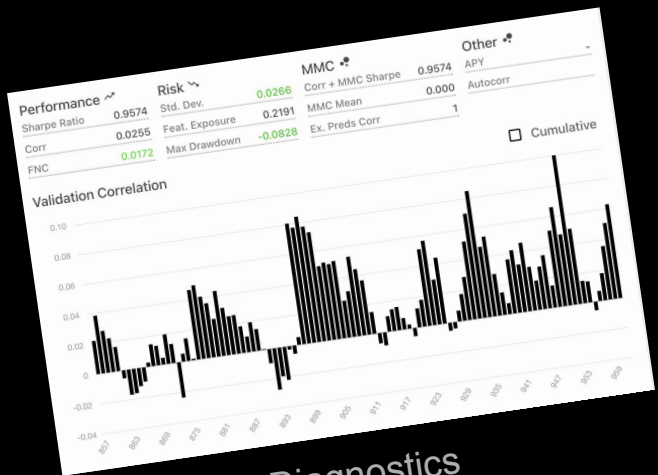 Performance
Sharpe Ratio 0.9574
Corr 0.0255
FNC 0.0172
Risk
Std. Dev. 0.0266
Feat. Exposure 0.2191
Max Drawdown -0.0828
MMC
Corr + MMC Sharpe 0.9574
MMC Mean 0.000
Ex. Preds Corr 1
Other
APY -
Autocorr
Cumulative
Validation Correlation
0.10
0.08
0.06
0.04
0.02
0
-0.02
-0.04
857 863 869 875 881 887 893 899 905 911 917 923 929 935 941 947 953 959
Diagnostics